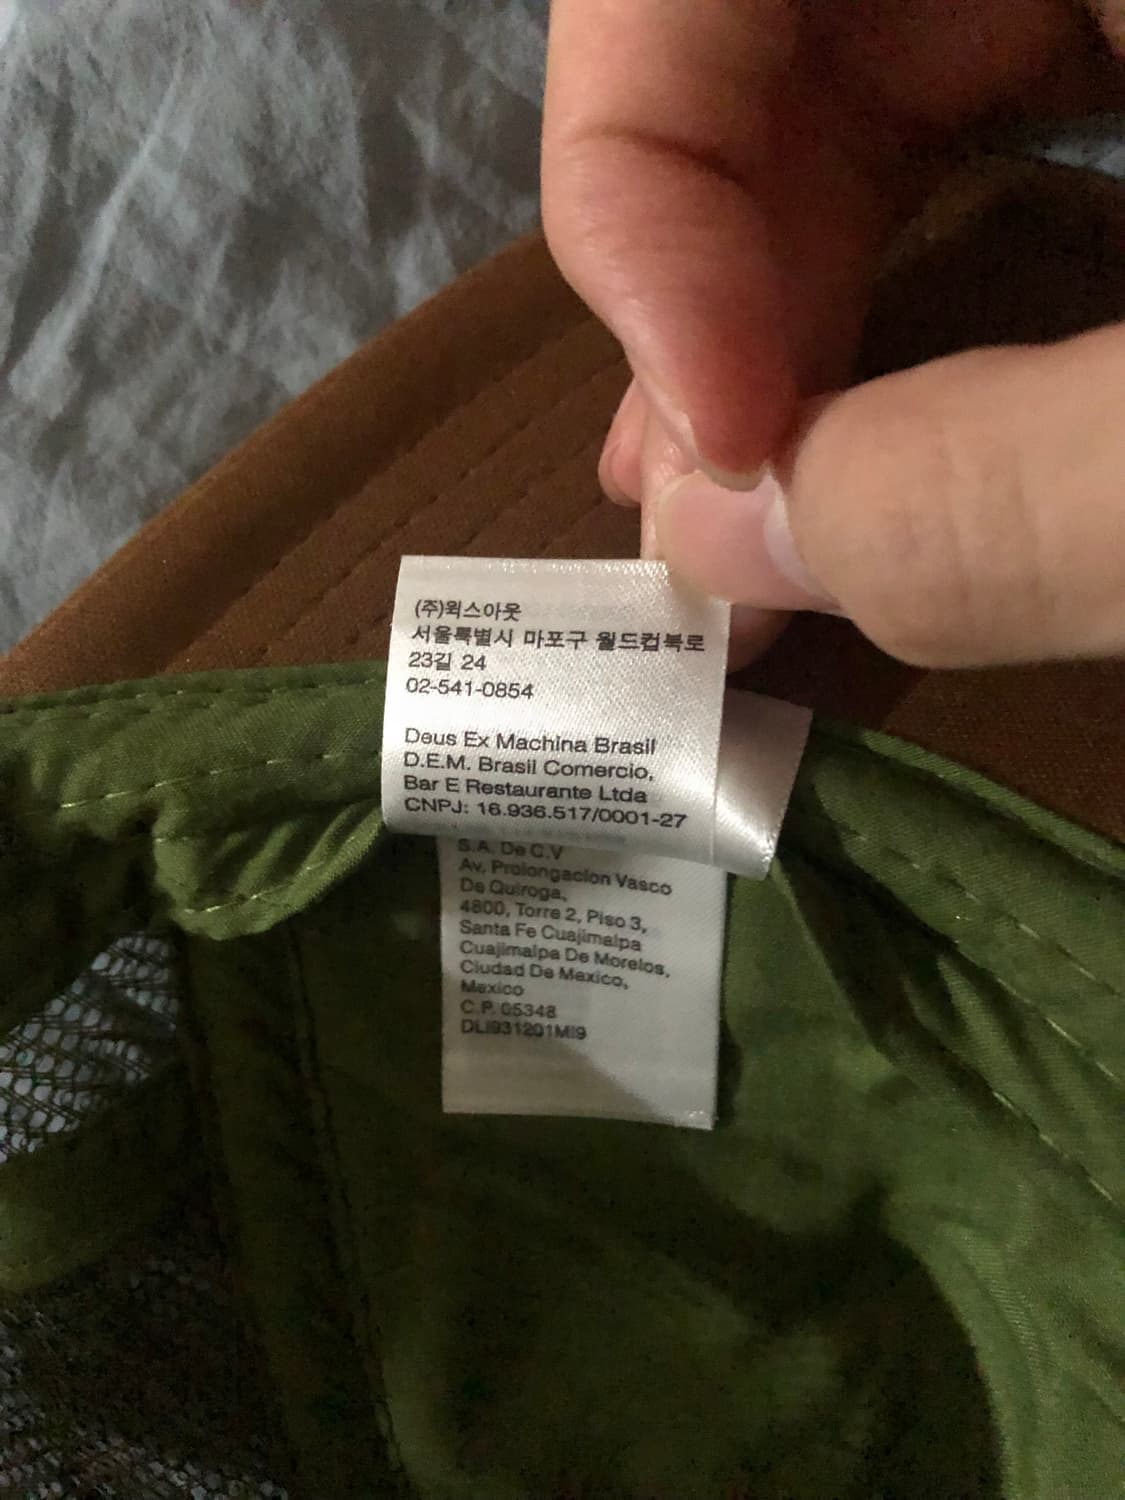 (주)웍스아웃
서울특별시 마포구 월드컵북로
23길 24
02-541-0854
Deus Ex Machina Brasil
D.E.M. Brasil Comercio,
Bar E Restaurante Ltda
CNPJ: 16.936.517/0001-27
S.A. De C.V
Av. Prolongacion Vasco
De Quiroga,
4800, Torre 2, Piso 3,
Santa Fe Cuajimalpa
Cuajimalpa De Morelos,
Ciudad De Mexico,
Mexico
C.P. 05348
DLI931201MI9